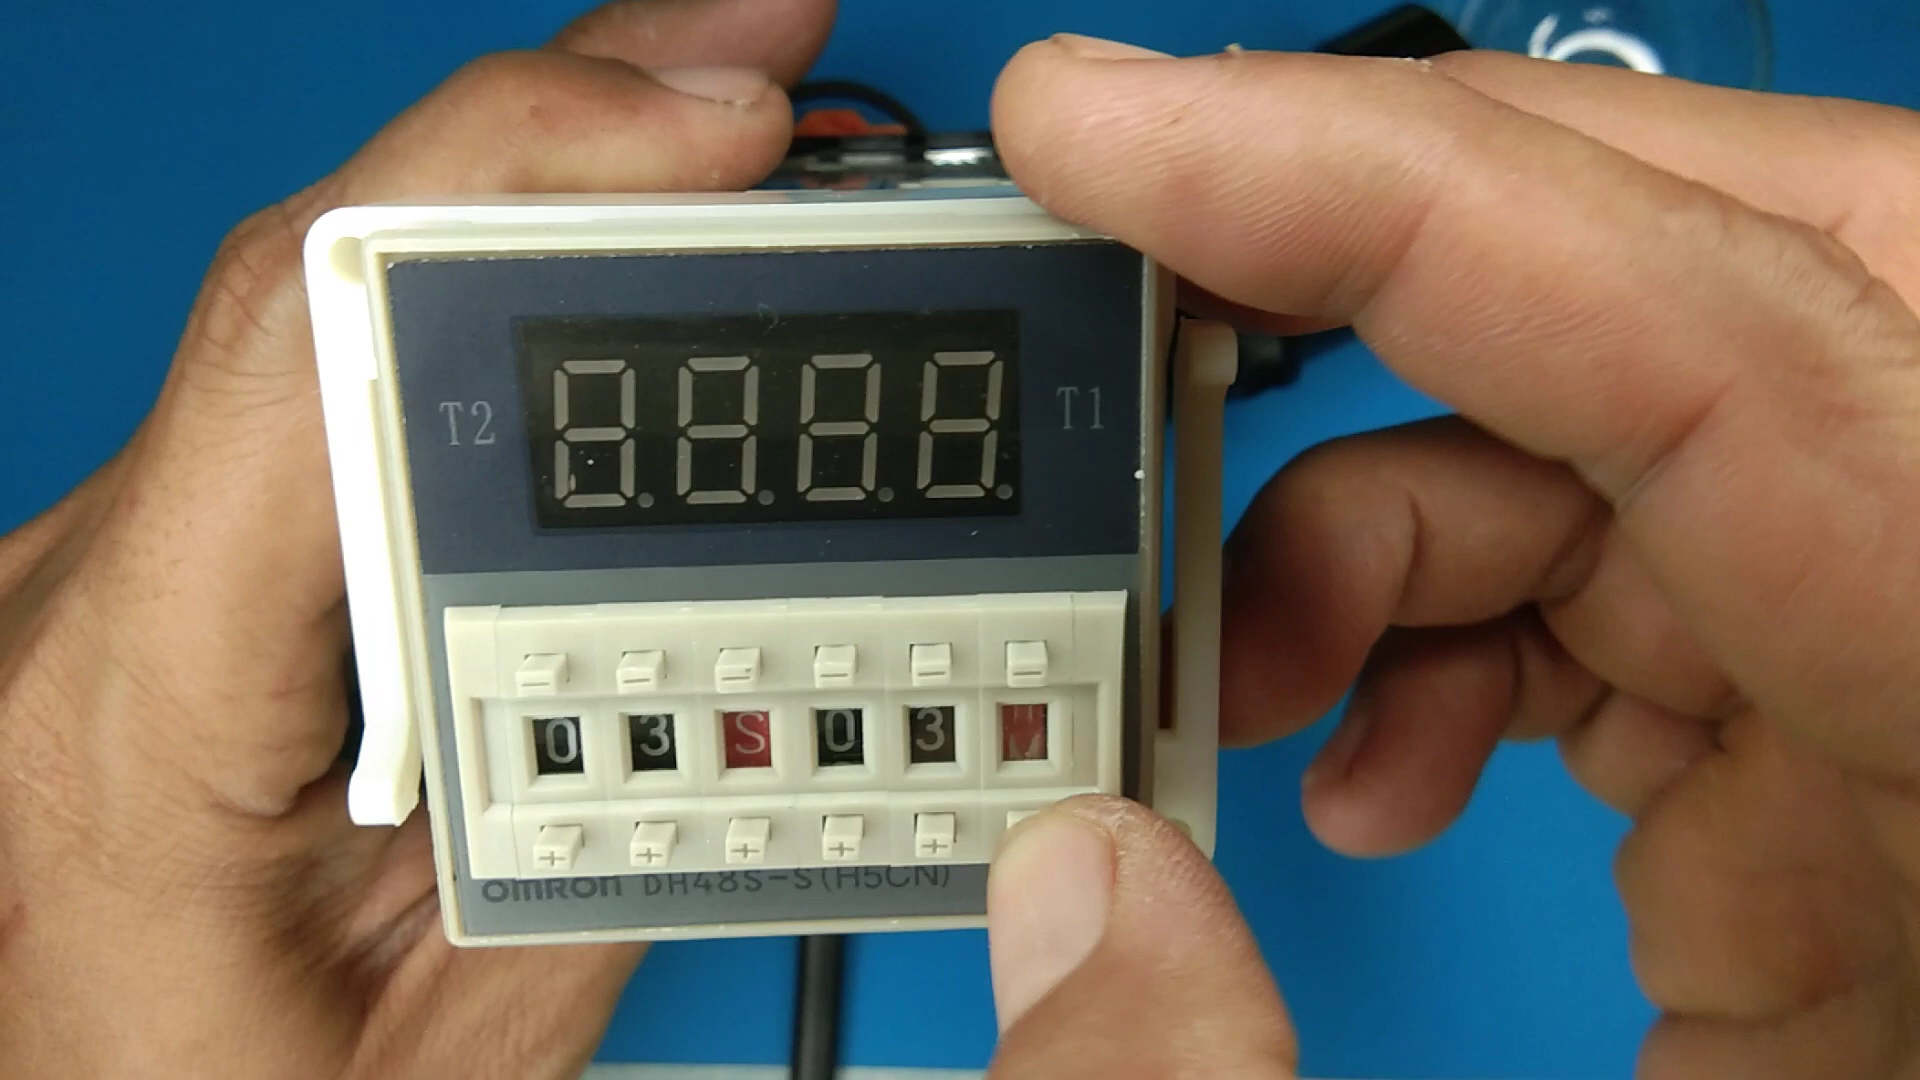 T2 T1
- - - - - -
0 3 S 0 3 M
+ + + + +
omRon DH48S-S(H5CN)